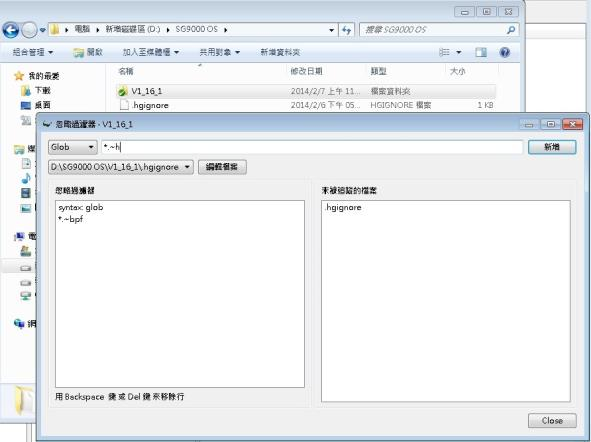 電腦 ▸ 新增磁碟區 (D:) ▸ SG9000 OS ▸
搜尋 SG9000 OS
組合管理 ▼ 開啟 加入至媒體櫃 ▼ 共用對象 ▼ 新增資料夾
名稱 修改日期 類型 大小
我的最愛
下載
桌面
V1_16_1 2014/2/7 上午 11... 檔案資料夾
.hgignore 2014/2/6 下午 05... HGIGNORE 檔案 1 KB
忽略過濾器 - V1_16_1
Glob *.~h 新增
D:\SG9000 OS\V1_16_1\.hgignore 編輯檔案
忽略過濾器
syntax: glob
*.~bpf
用 Backspace 鍵 或 Del 鍵 來移除行
未被追蹤的檔案
.hgignore
Close
媒
電
網